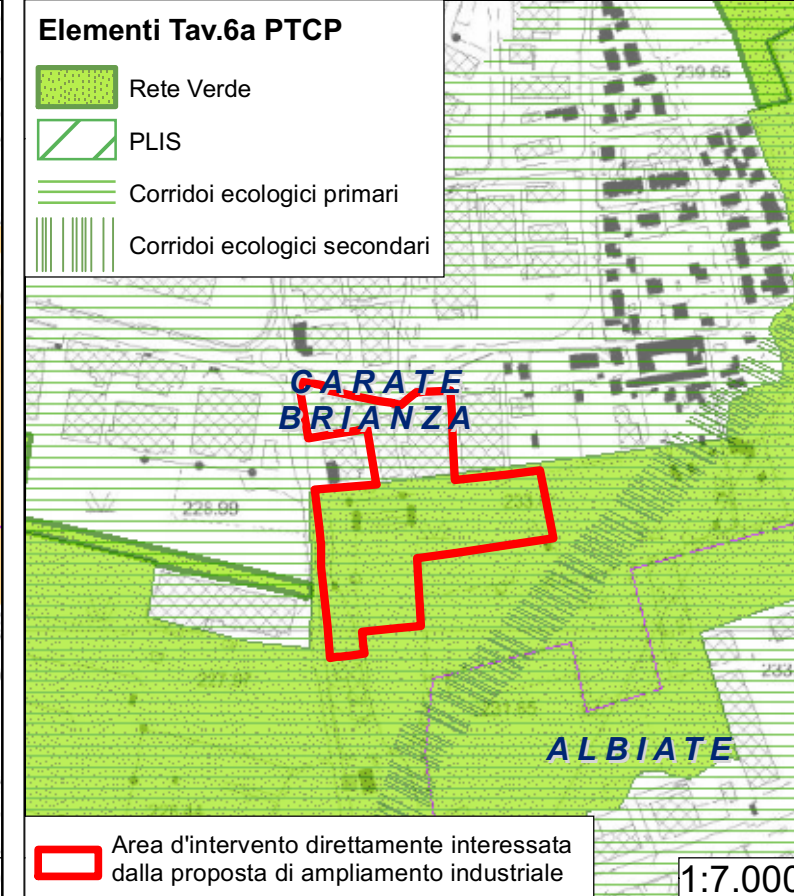 Elementi Tav.6a PTCP
Rete Verde
PLIS
Corridoi ecologici primari
Corridoi ecologici secondari
239.65
CARATE
BRIANZA
228.99
ALBIATE
Area d'intervento direttamente interessata
dalla proposta di ampliamento industriale
1:7.000